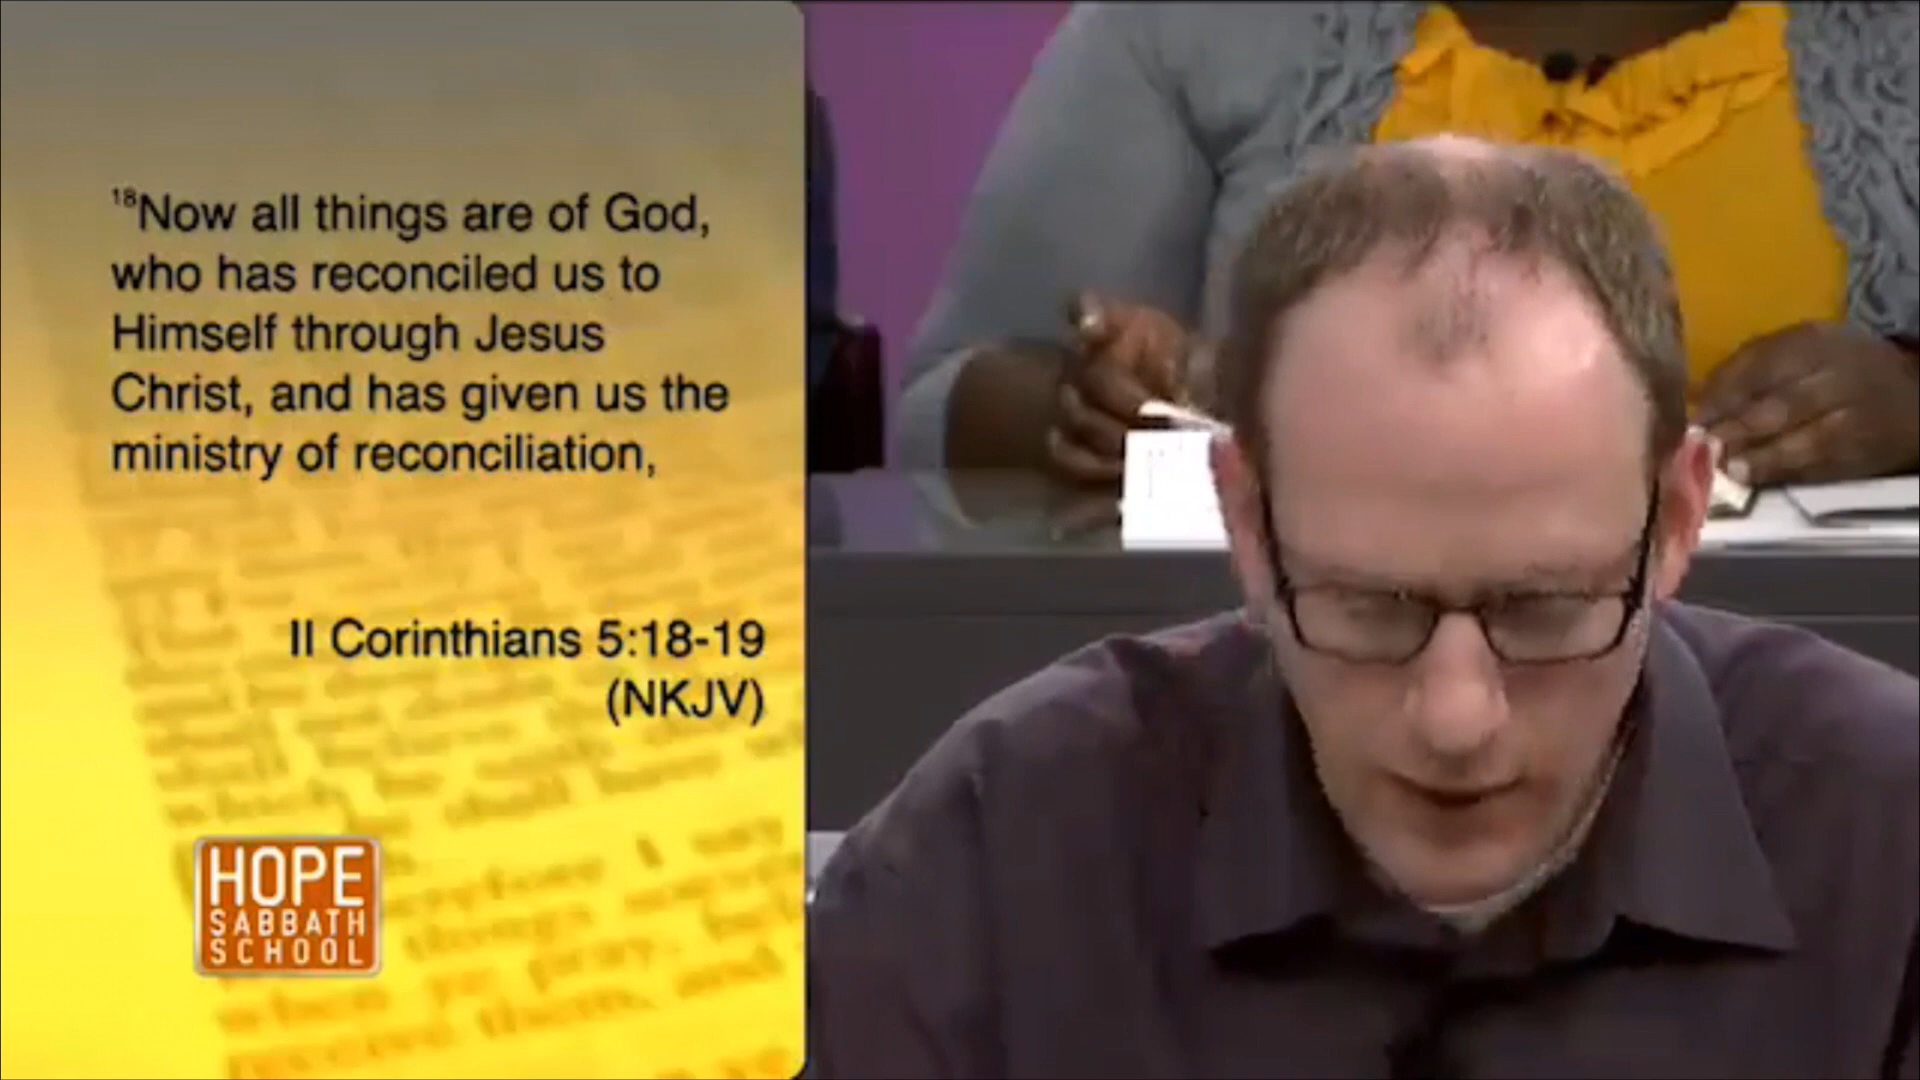 ¹⁸Now all things are of God,
who has reconciled us to
Himself through Jesus
Christ, and has given us the
ministry of reconciliation,
II Corinthians 5:18-19
(NKJV)
HOPE
SABBATH
SCHOOL